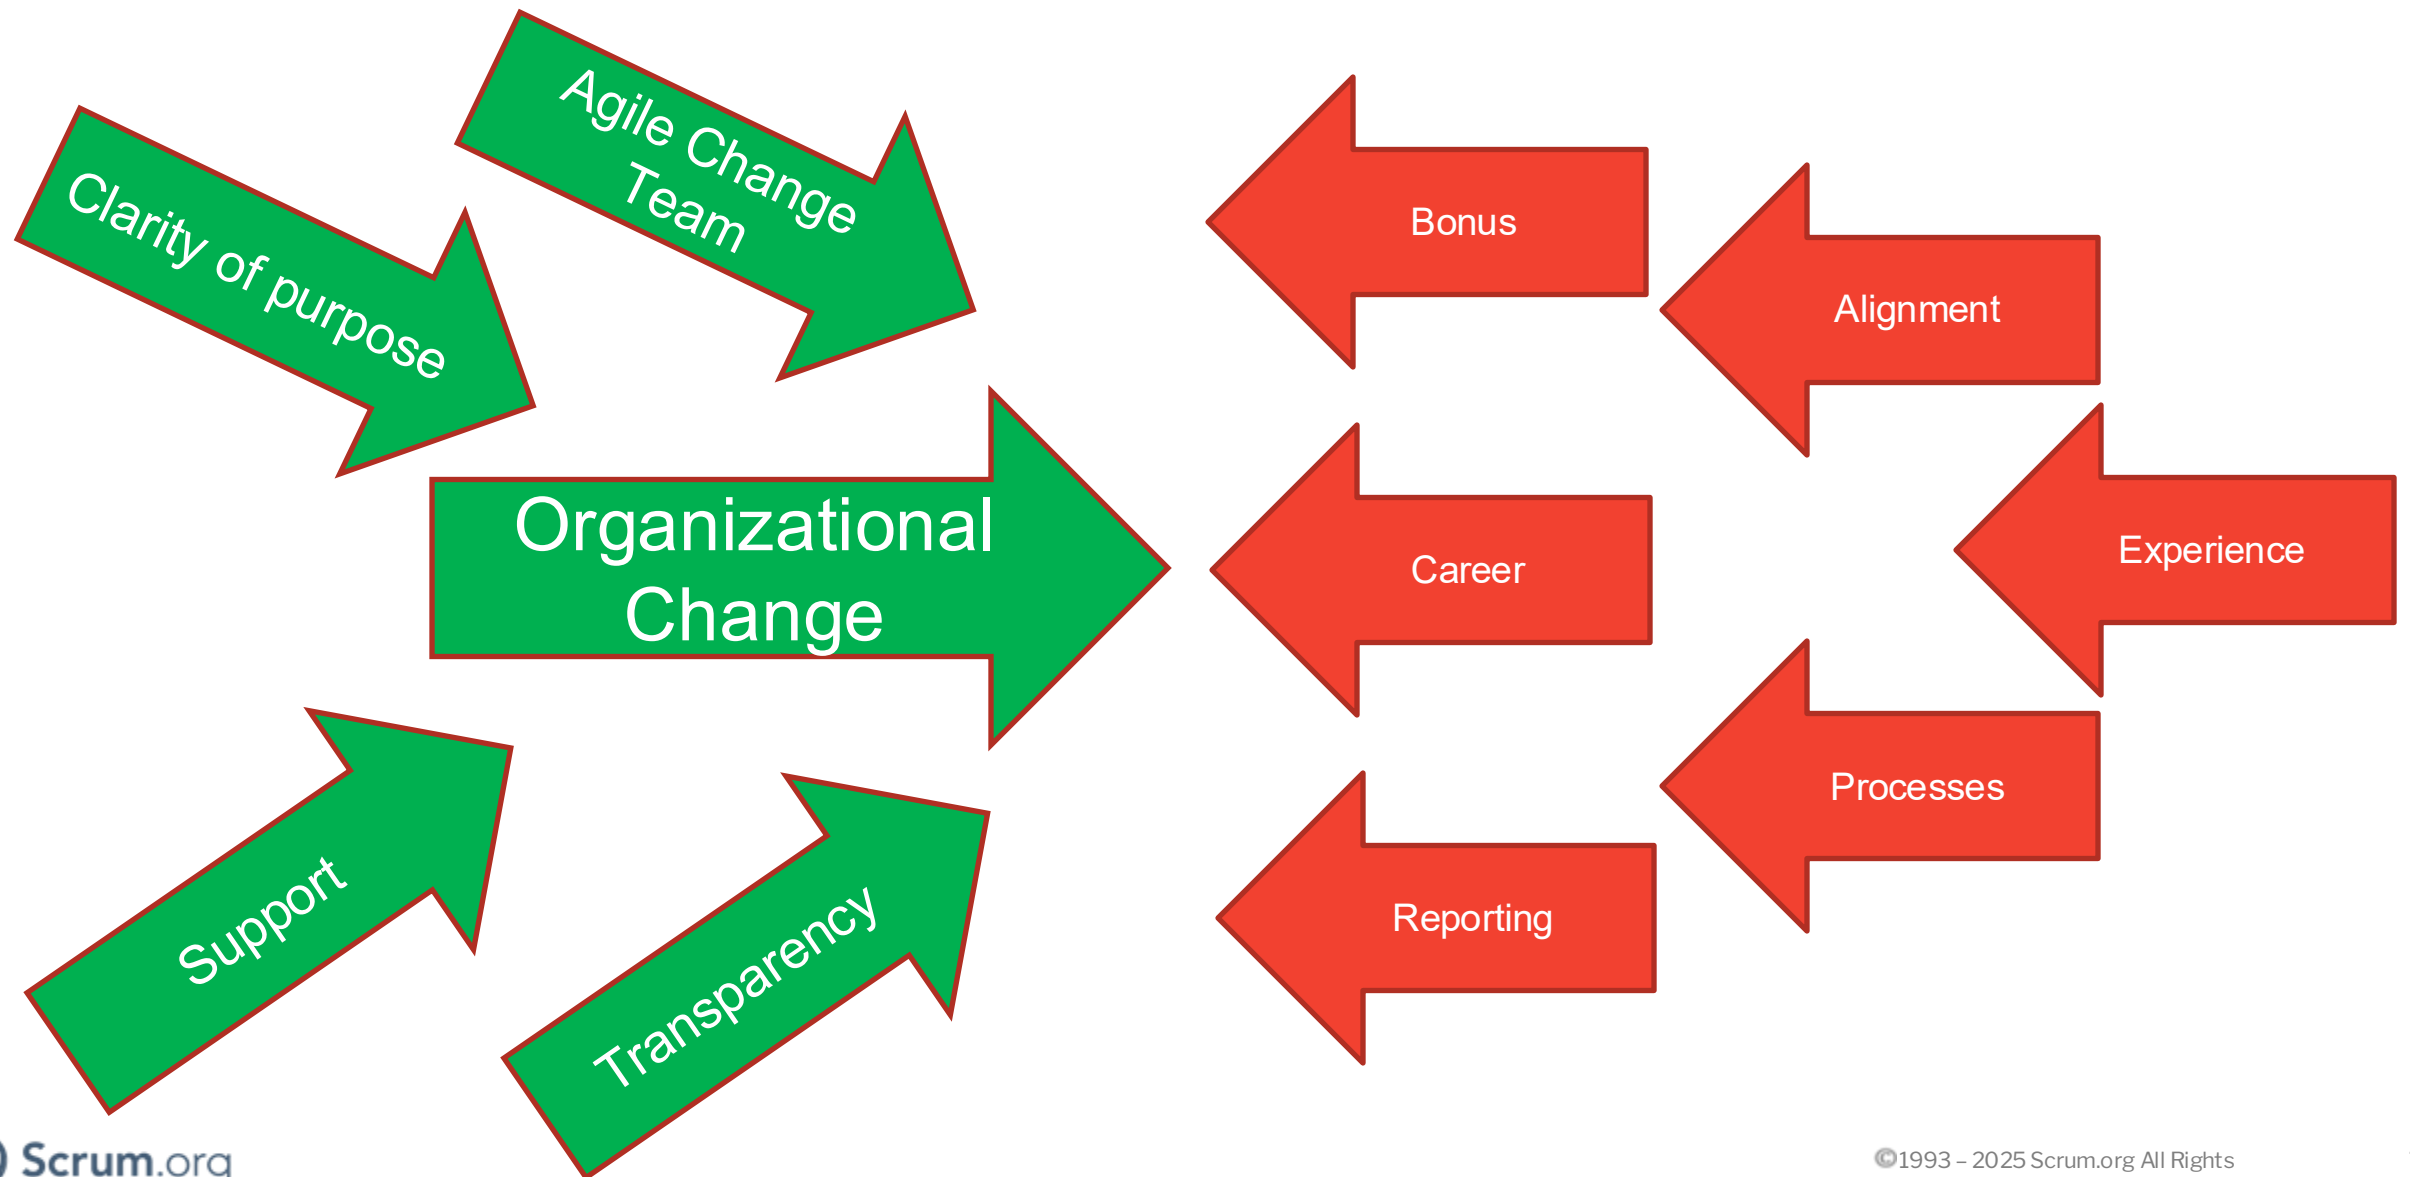 Agile Change
Team
Clarity of purpose
Organizational
Change
Support
Transparency
Bonus
Alignment
Experience
Career
Processes
Reporting
Scrum.org
©1993 – 2025 Scrum.org All Rights